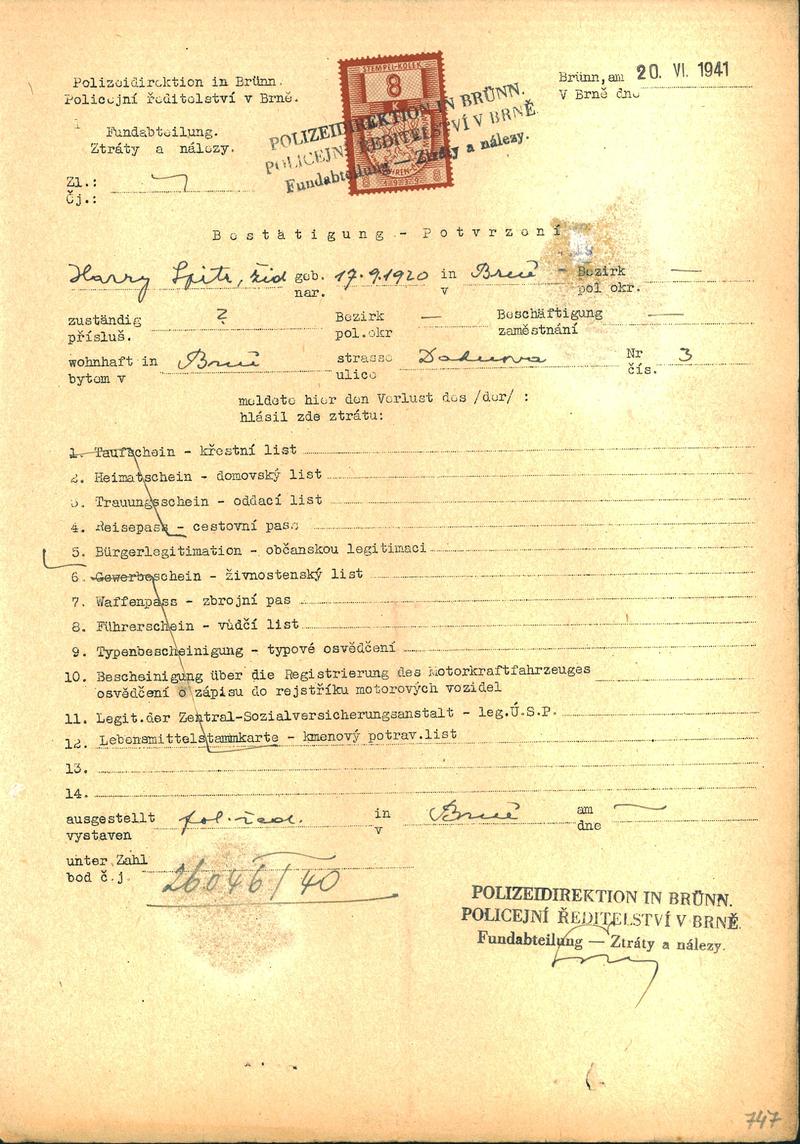 Polizeidirektion in Brünn.
Policejní ředitelství v Brně.
Fundabteilung.
Ztráty a nálezy.
Zl.:
Čj.:
STEMPEL-KOLEK
8
K
POLIZEIDIREKTION IN BRÜNN.
POLICEJNÍ ŘEDITELSTVÍ V BRNĚ.
Fundabteilung — Ztráty a nálezy.
Brünn, am 20. VI. 1941
V Brně dne
Bestätigung - Potvrzení
Harry Spitz, žid geb. 17.9.1920 in Brně - Bezirk —
nar. v pol okr.
zuständig ? Bezirk — Beschäftigung —
přísluš. pol.okr zaměstnání
wohnhaft in Brně strasse Nr 3
bytom v ulice čís.
meldete hier den Verlust des /der/ :
hlásil zde ztrátu:
1. Taufschein - křestní list
2. Heimatschein - domovský list
3. Trauungsschein - oddací list
4. Reisepass - cestovní pass
5. Bürgerlegitimation - občanskou legitimaci
6. Gewerbeschein - živnostenský list
7. Waffenpass - zbrojní pas
8. Führerschein - vůdčí list
9. Typenbescheinigung - typové osvědčení
10. Bescheinigung über die Registrierung des Motorkraftfahrzeuges
osvědčení o zápisu do rejstříku motorových vozidel
11. Legit.der Zentral-Sozialversicherungsanstalt - leg.Ú.S.P.
12. Lebensmittelstammkarte - kmenový potrav.list
13.
14.
ausgestellt pol. řed. in Brně am —
vystaven v dne
unter Zahl
bod č.j. 26046/40
POLIZEIDIREKTION IN BRÜNN.
POLICEJNÍ ŘEDITELSTVÍ V BRNĚ.
Fundabteilung — Ztráty a nálezy.
747